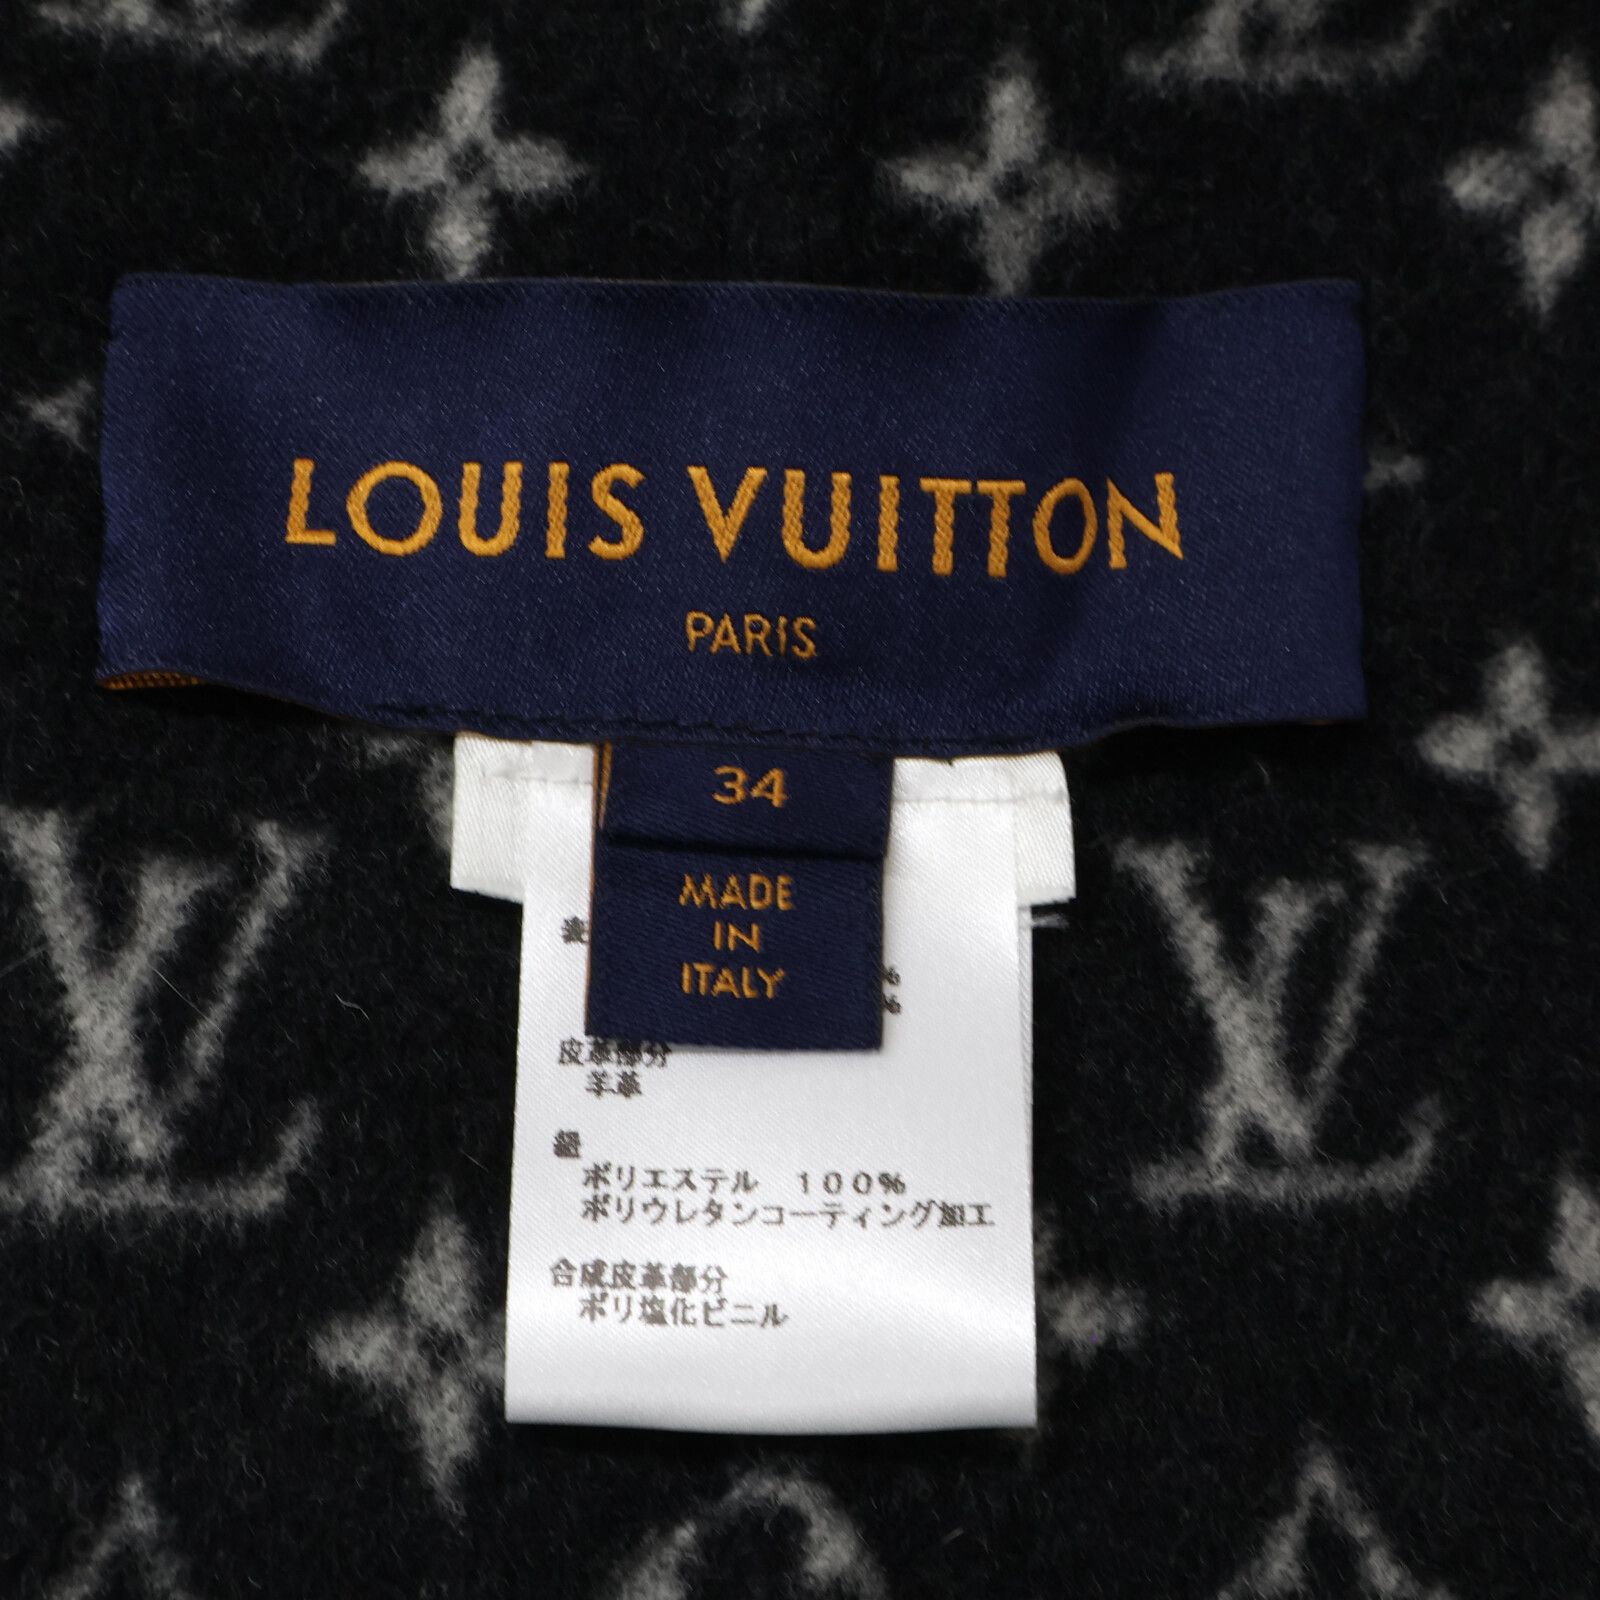 LOUIS VUITTON
PARIS
34
MADE
IN
ITALY
表
%
%
皮革部分
羊革
紐
ポリエステル 100%
ポリウレタンコーティング加工
合成皮革部分
ポリ塩化ビニル